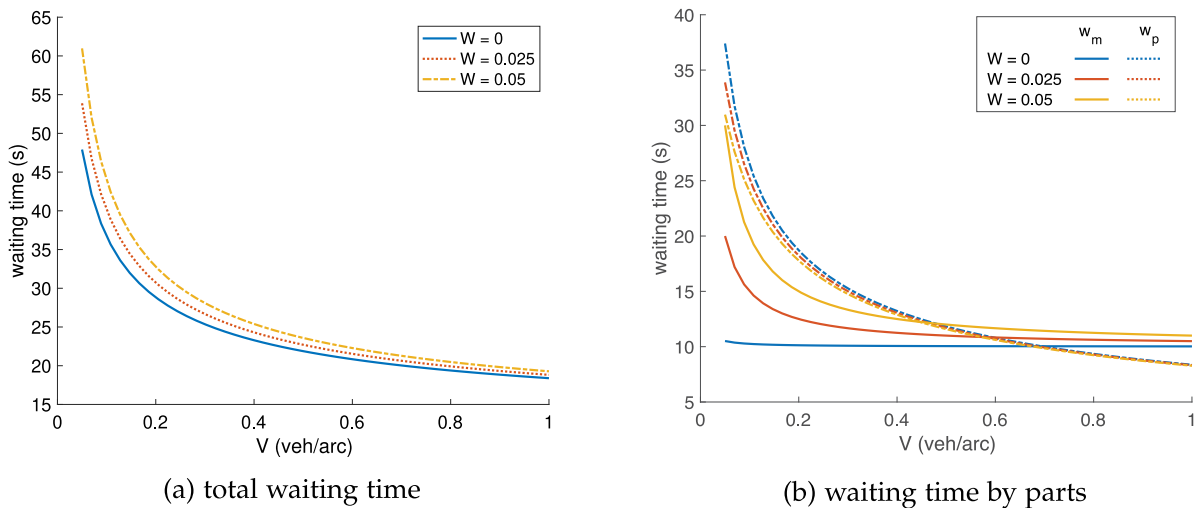 65
60
55
50
45
40
35
30
25
20
15
waiting time (s)
0 0.2 0.4 0.6 0.8 1
V (veh/arc)
W = 0
W = 0.025
W = 0.05
(a) total waiting time
40
35
30
25
20
15
10
5
waiting time (s)
0 0.2 0.4 0.6 0.8 1
V (veh/arc)
w_m w_p
W = 0
W = 0.025
W = 0.05
(b) waiting time by parts